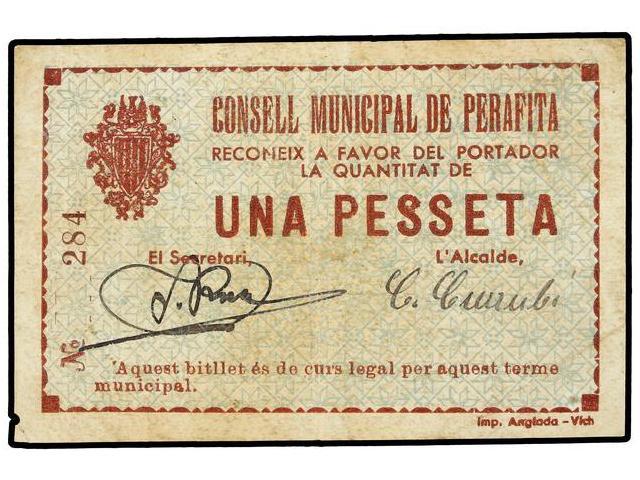 CONSELL MUNICIPAL DE PERAFITA
RECONEIX A FAVOR DEL PORTADOR
LA QUANTITAT DE
UNA PESSETA
El Secretari,
L'Alcalde,
Nº 284
Aquest bitllet és de curs legal per aquest terme
municipal.
Imp. Anglada - Vich